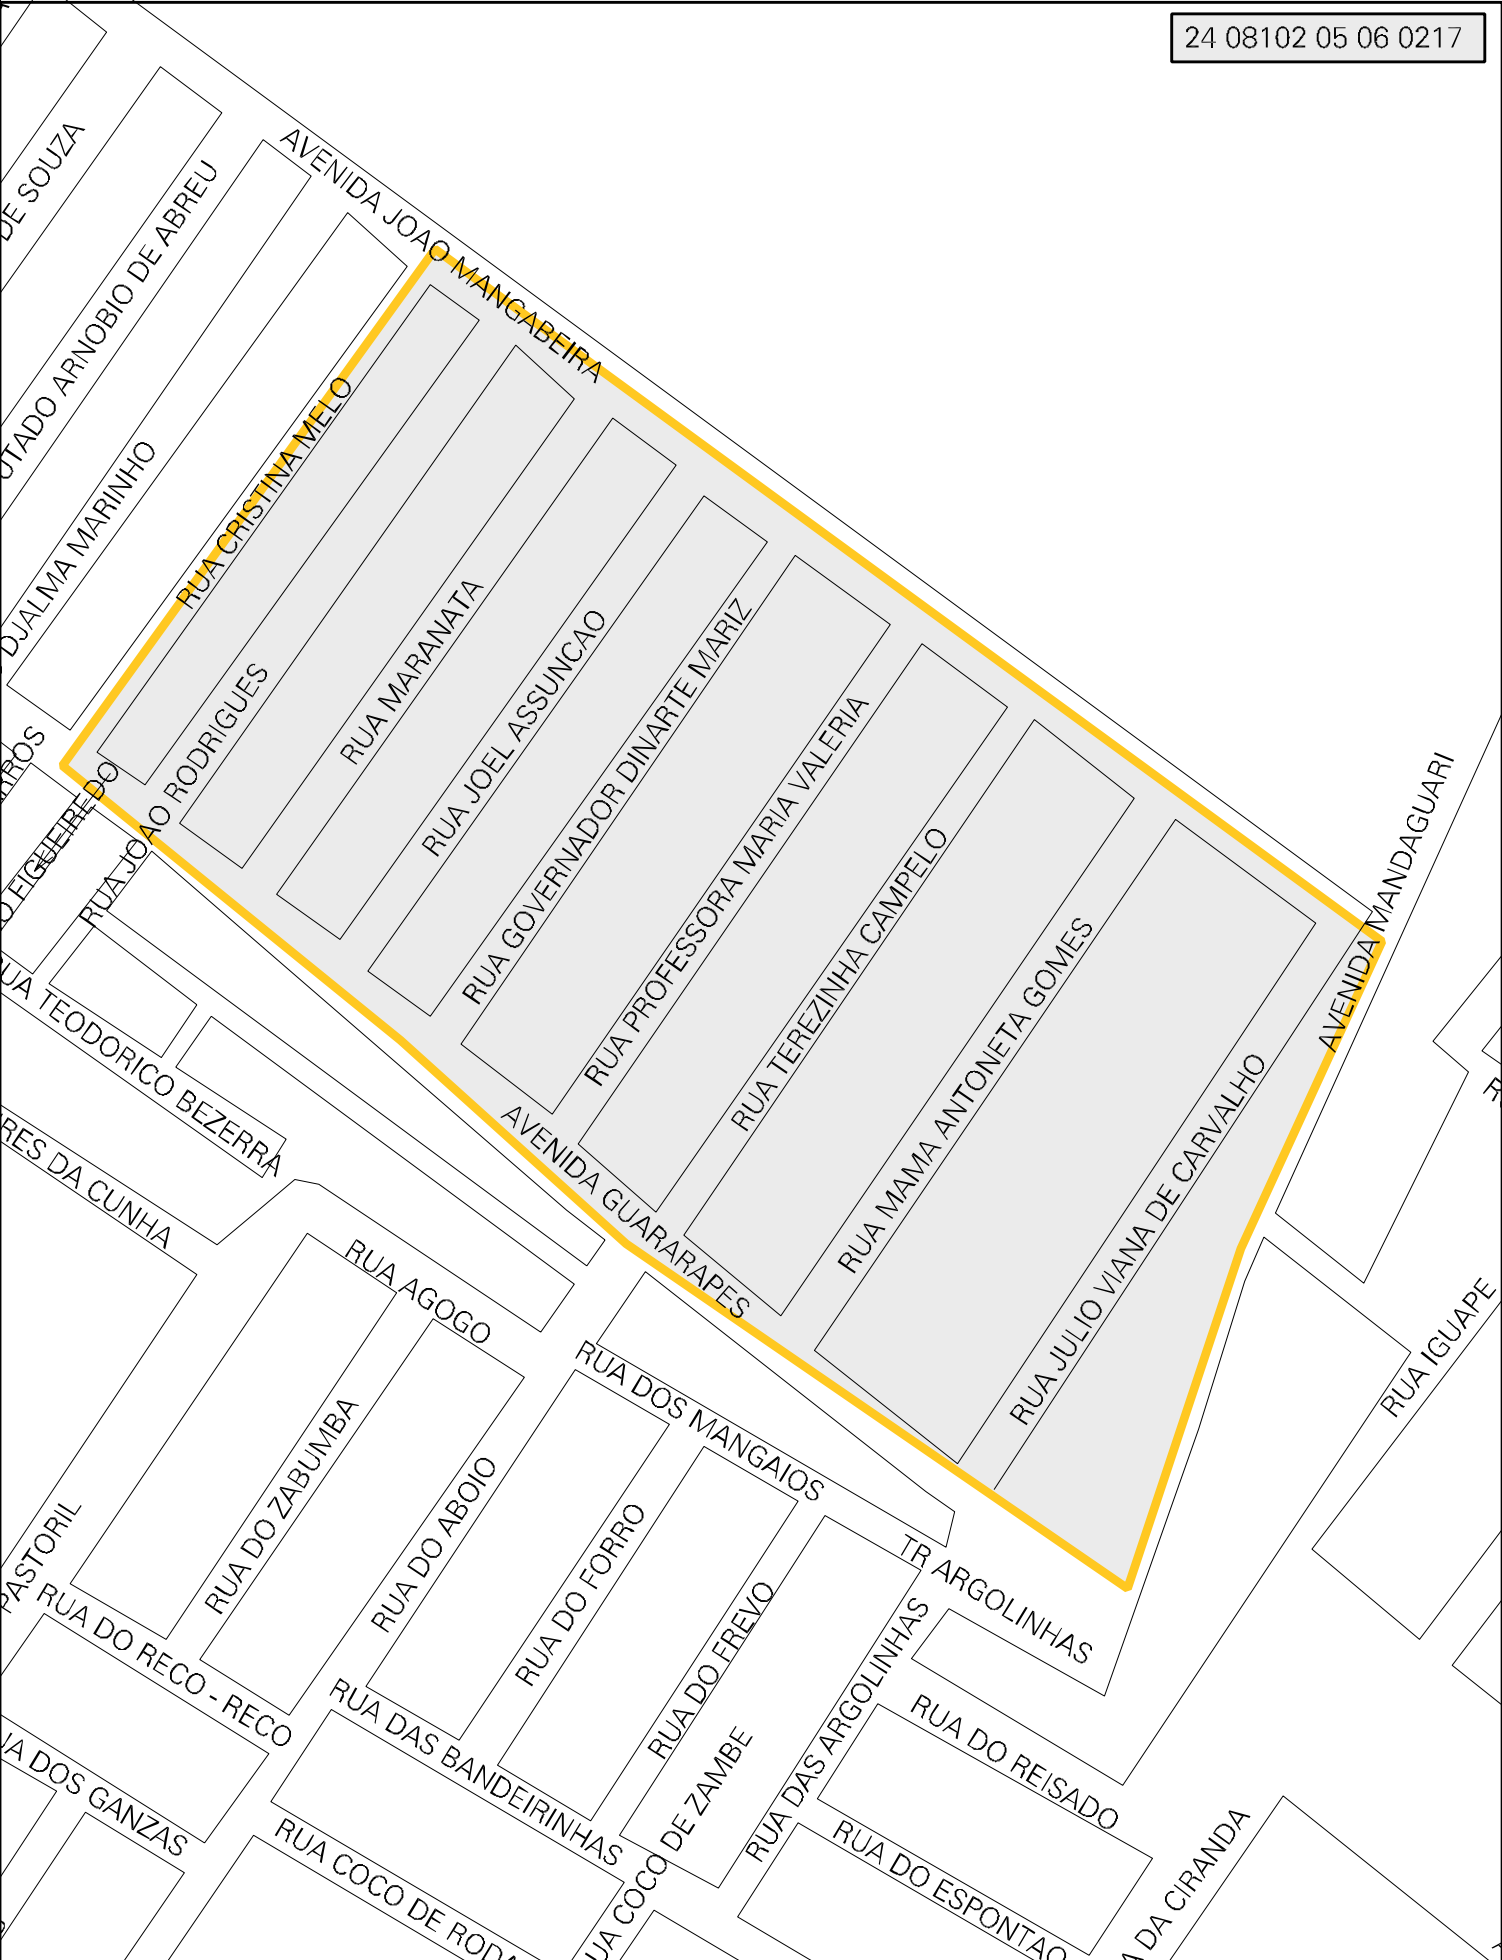 24 08102 05 06 0217
DE SOUZA
AVENIDA JOAO MANGABEIRA
UTADO ARNOBIO DE ABREU
RUA CRISTINA MELO
DJALMA MARINHO
RUA JOAO RODRIGUES
RUA MARANATA
RUA JOEL ASSUNCAO
RUA GOVERNADOR DINARTE MARIZ
RUA PROFESSORA MARIA VALERIA
RUA TEREZINHA CAMPELO
RUA MAMA ANTONETA GOMES
RUA JULIO VIANA DE CARVALHO
AVENIDA MANDAGUARI
RROS
O FIGUEIREDO
UA TEODORICO BEZERRA
RES DA CUNHA
AVENIDA GUARARAPES
RUA AGOGO
RUA IGUAPE
RUA DOS MANGAIOS
RUA DO ZABUMBA
RUA DO ABOIO
RUA DO FORRO
RUA DO FREVO
TR ARGOLINHAS
PASTORIL
RUA DO RECO - RECO
RUA DAS BANDEIRINHAS
RUA DAS ARGOLINHAS
RUA DO REISADO
UA DOS GANZAS
RUA COCO DE RODA
UA COCO DE ZAMBE
RUA DO ESPONTAO
A DA CIRANDA